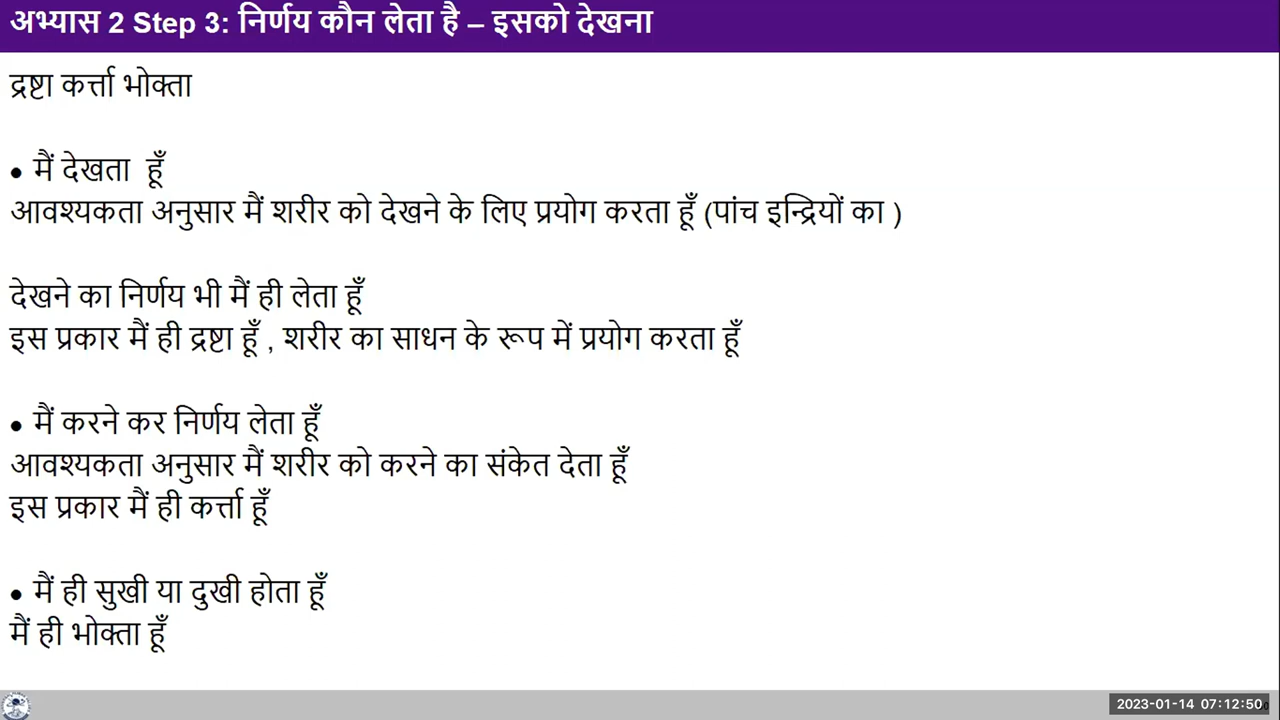 अभ्यास 2 Step 3: निर्णय कौन लेता है – इसको देखना
द्रष्टा कर्त्ता भोक्ता
• मैं देखता हूँ
आवश्यकता अनुसार मैं शरीर को देखने के लिए प्रयोग करता हूँ (पांच इन्द्रियों का )
देखने का निर्णय भी मैं ही लेता हूँ
इस प्रकार मैं ही द्रष्टा हूँ , शरीर का साधन के रूप में प्रयोग करता हूँ
• मैं करने कर निर्णय लेता हूँ
आवश्यकता अनुसार मैं शरीर को करने का संकेत देता हूँ
इस प्रकार मैं ही कर्त्ता हूँ
• मैं ही सुखी या दुखी होता हूँ
मैं ही भोक्ता हूँ
2023-01-14 07:12:50